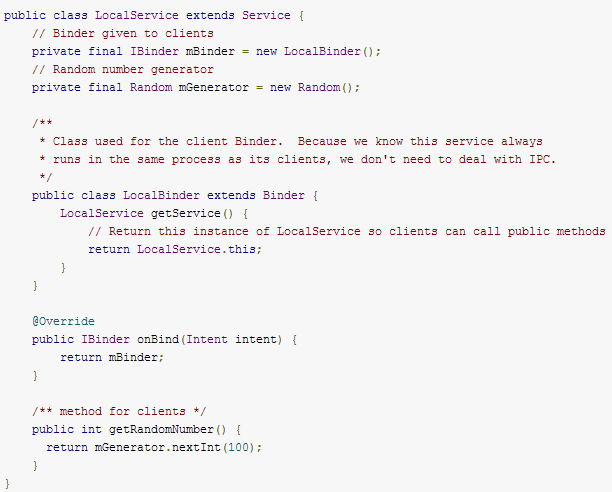 public class LocalService extends Service {
    // Binder given to clients
    private final IBinder mBinder = new LocalBinder();
    // Random number generator
    private final Random mGenerator = new Random();

    /**
     * Class used for the client Binder.  Because we know this service always
     * runs in the same process as its clients, we don't need to deal with IPC.
     */
    public class LocalBinder extends Binder {
        LocalService getService() {
            // Return this instance of LocalService so clients can call public methods
            return LocalService.this;
        }
    }

    @Override
    public IBinder onBind(Intent intent) {
        return mBinder;
    }

    /** method for clients */
    public int getRandomNumber() {
      return mGenerator.nextInt(100);
    }
}